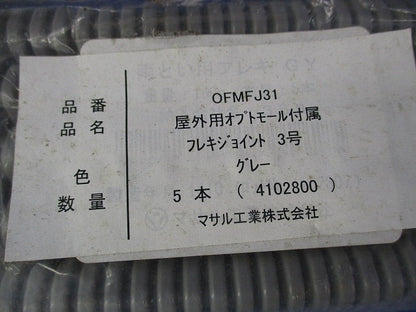 品番 OFMFJ31
品名 屋外用ｵﾌﾟﾄﾓｰﾙ付属
ﾌﾚｷｼﾞｮｲﾝﾄ 3号
色 ｸﾞﾚｰ
数量 5 本 ( 4102800 )
マサル工業株式会社